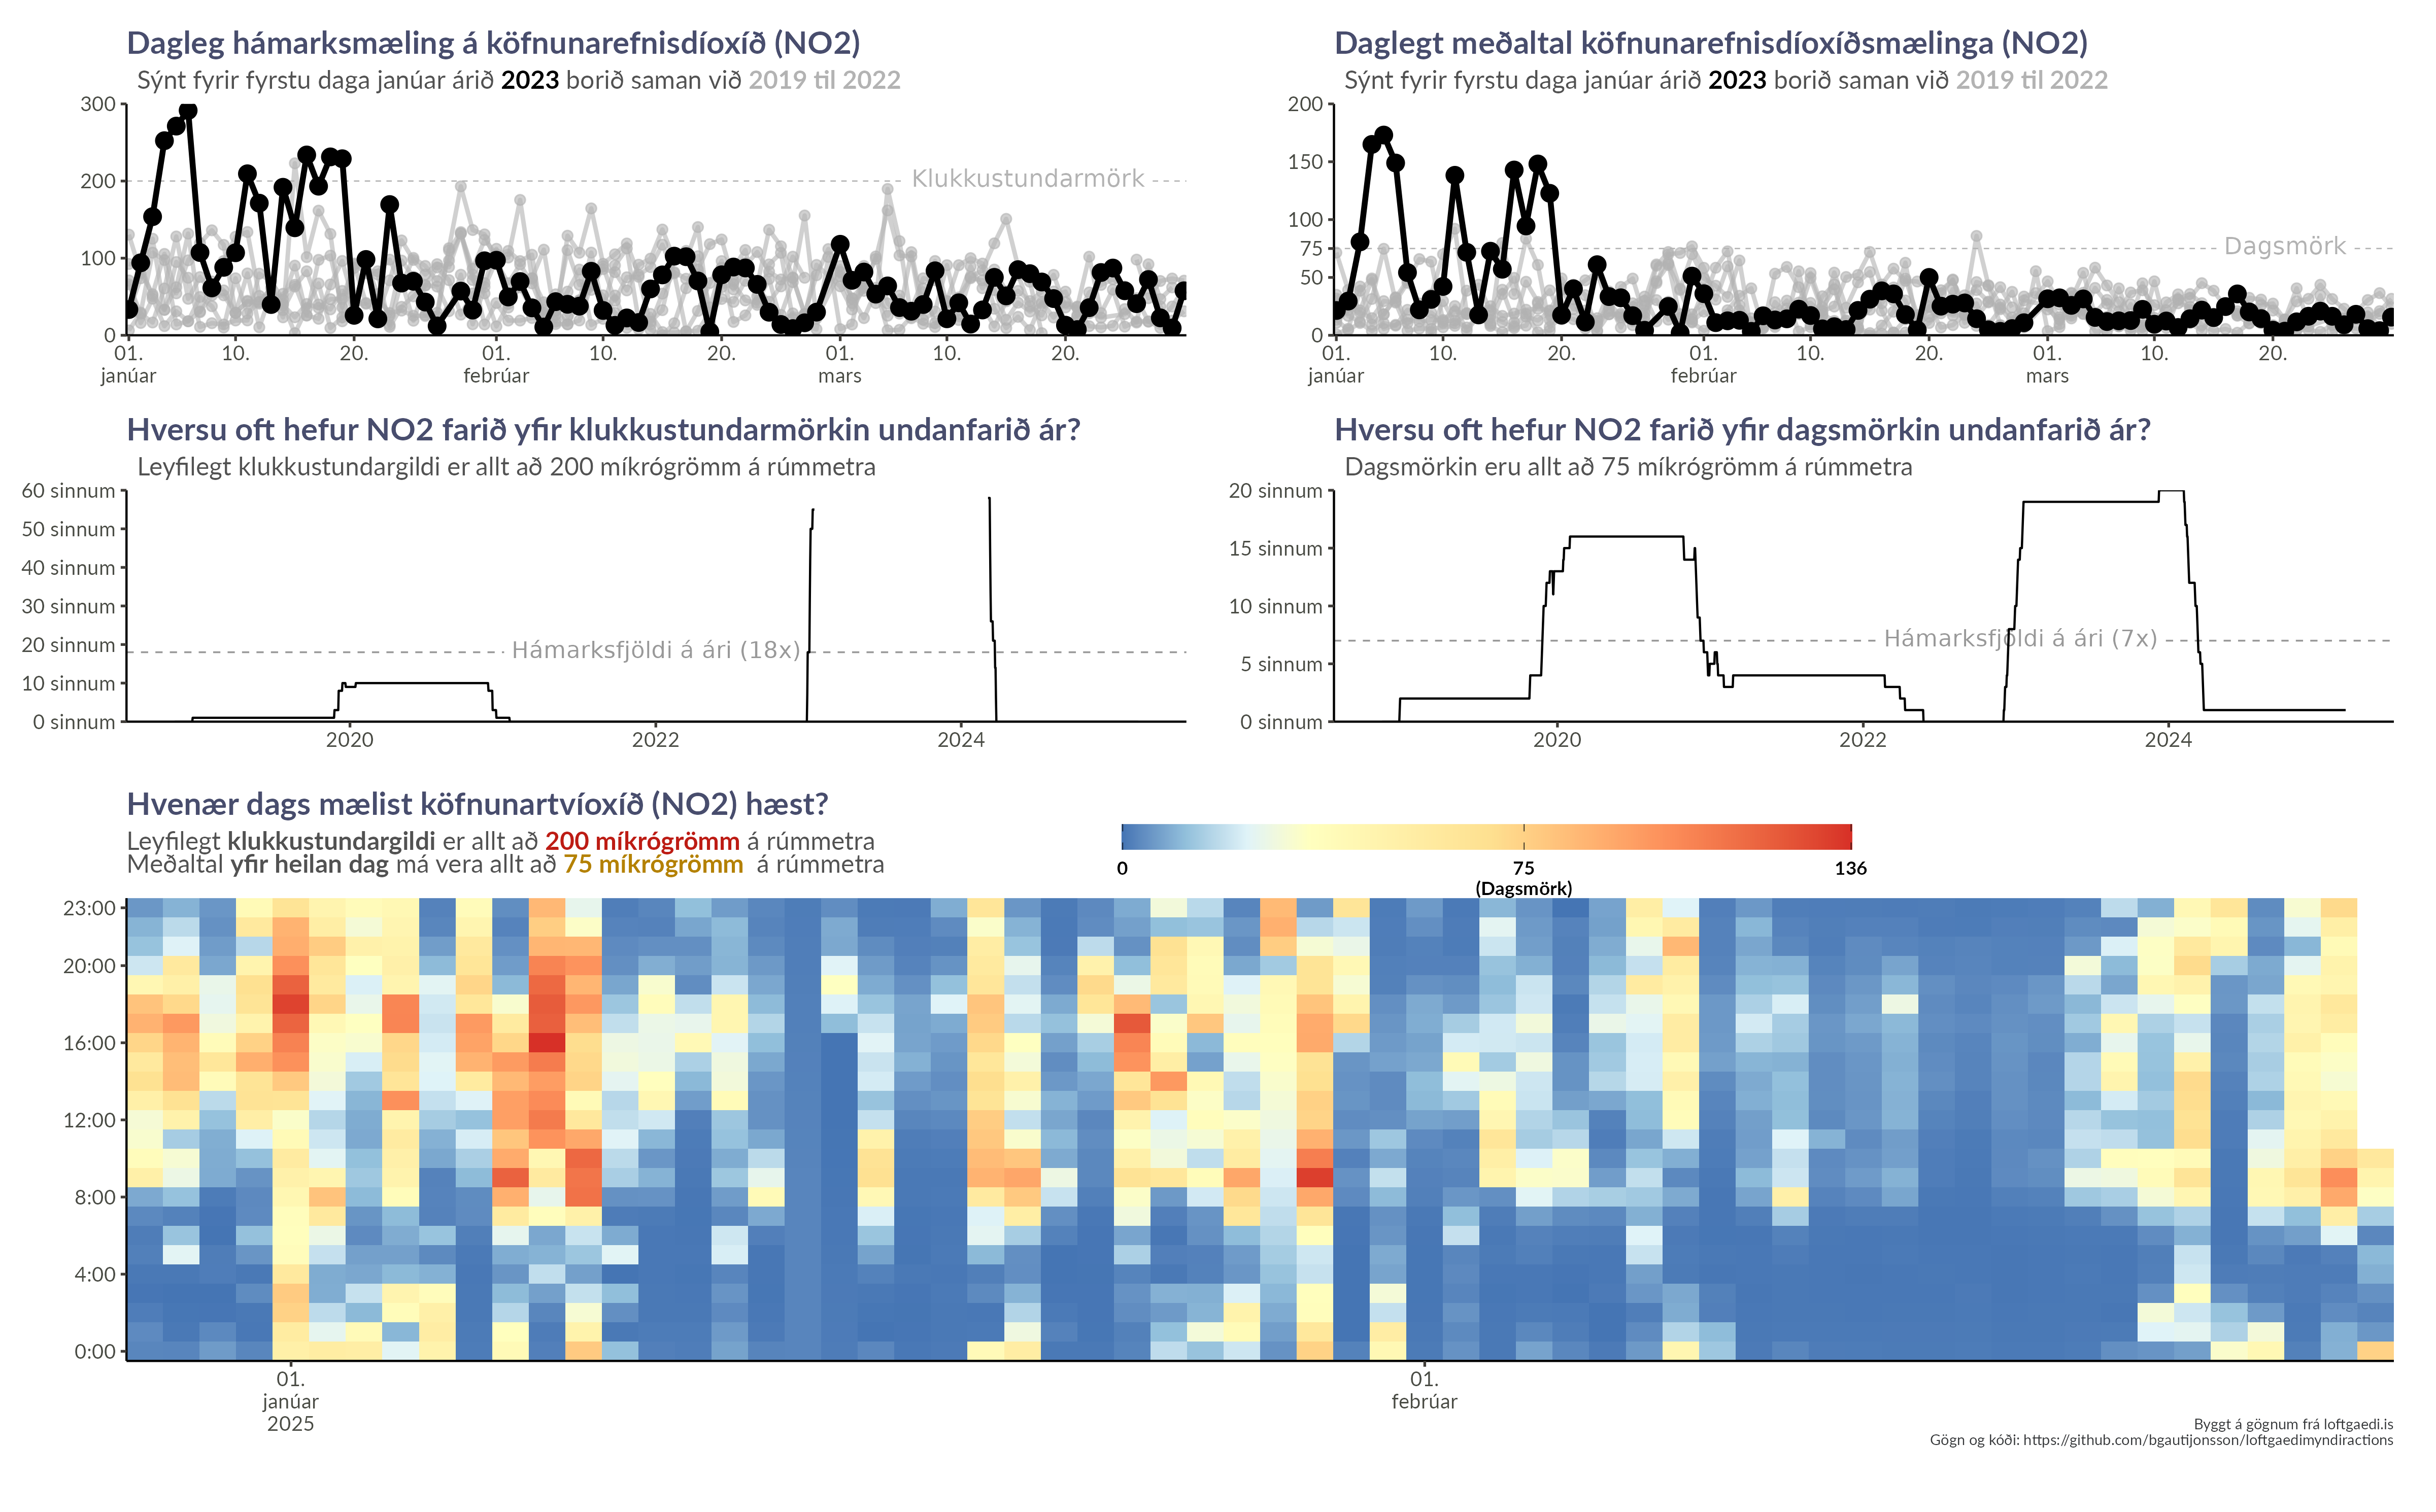 Dagleg hámarksmæling á köfnunarefnisdíoxíð (NO2)
Sýnt fyrir fyrstu daga janúar árið 2023 borið saman við 2019 til 2022
300
200
100
0
Klukkustundarmörk
01.
janúar
10.
20.
01.
febrúar
10.
20.
01.
mars
10.
20.
Daglegt meðaltal köfnunarefnisdíoxíðsmælinga (NO2)
Sýnt fyrir fyrstu daga janúar árið 2023 borið saman við 2019 til 2022
200
150
100
75
50
0
Dagsmörk
01.
janúar
10.
20.
01.
febrúar
10.
20.
01.
mars
10.
20.
Hversu oft hefur NO2 farið yfir klukkustundarmörkin undanfarið ár?
Leyfilegt klukkustundargildi er allt að 200 míkrógrömm á rúmmetra
60 sinnum
50 sinnum
40 sinnum
30 sinnum
20 sinnum
10 sinnum
0 sinnum
Hámarksfjöldi á ári (18x)
2020
2022
2024
Hversu oft hefur NO2 farið yfir dagsmörkin undanfarið ár?
Dagsmörkin eru allt að 75 míkrógrömm á rúmmetra
20 sinnum
15 sinnum
10 sinnum
5 sinnum
0 sinnum
Hámarksfjöldi á ári (7x)
2020
2022
2024
Hvenær dags mælist köfnunartvíoxíð (NO2) hæst?
Leyfilegt klukkustundargildi er allt að 200 míkrógrömm á rúmmetra
Meðaltal yfir heilan dag má vera allt að 75 míkrógrömm á rúmmetra
0
75
(Dagsmörk)
136
23:00
20:00
16:00
12:00
8:00
4:00
0:00
01.
janúar
2025
01.
febrúar
Byggt á gögnum frá loftgaedi.is
Gögn og kóði: https://github.com/bgautijonsson/loftgaedimyndiractions